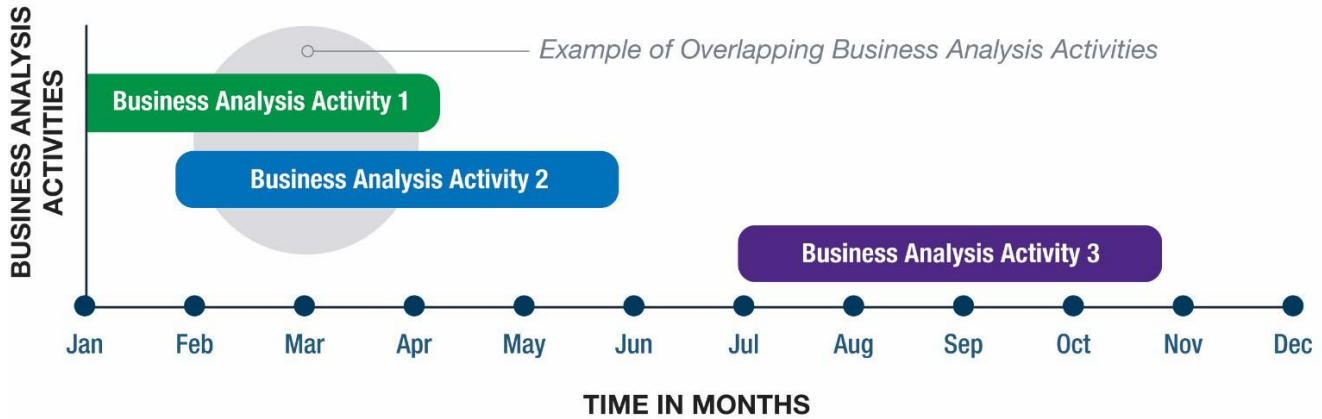 BUSINESS ANALYSIS
ACTIVITIES
Example of Overlapping Business Analysis Activities
Business Analysis Activity 1
Business Analysis Activity 2
Business Analysis Activity 3
Jan Feb Mar Apr May Jun Jul Aug Sep Oct Nov Dec
TIME IN MONTHS